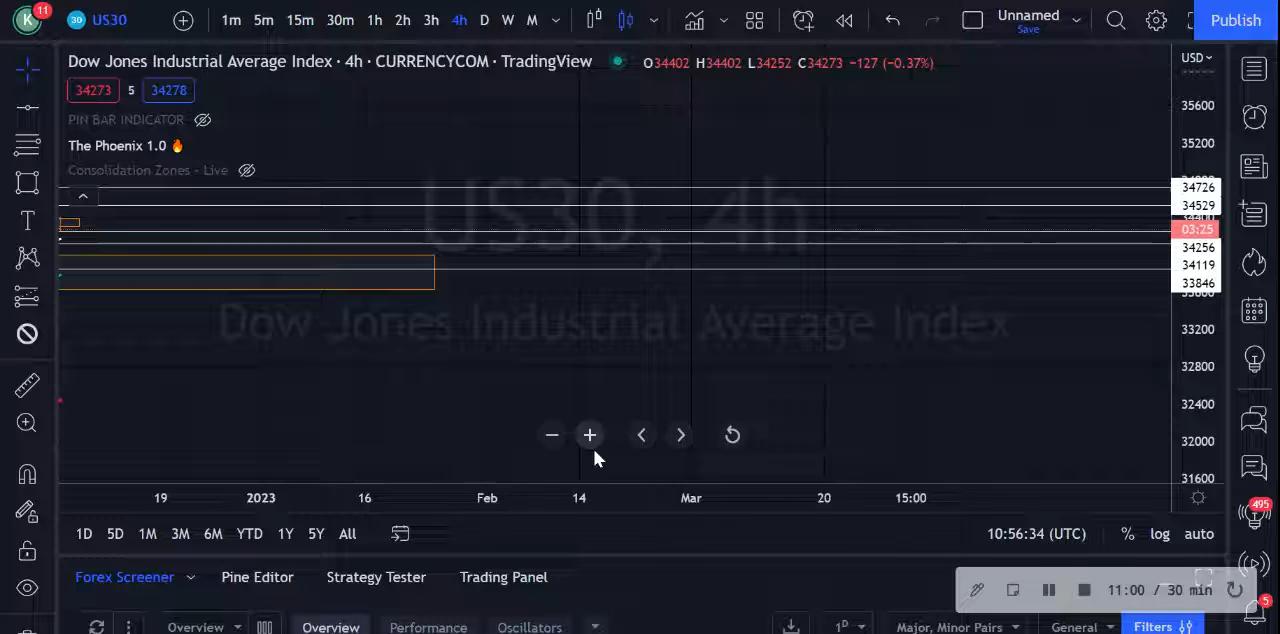 K 11 30 US30 1m 5m 15m 30m 1h 2h 3h 4h D W M Unnamed Save Publish
Dow Jones Industrial Average Index · 4h · CURRENCYCOM · TradingView O34402 H34402 L34252 C34273 −127 (−0.37%) USD
34273 5 34278
PIN BAR INDICATOR
The Phoenix 1.0 🔥
Consolidation Zones - Live
US30, 4h
Dow Jones Industrial Average Index
35600
35200
34726
34529
03:25
34256
34119
33846
33200
32800
32400
32000
31600
19 2023 16 Feb 14 Mar 20 15:00
1D 5D 1M 3M 6M YTD 1Y 5Y All 10:56:34 (UTC) % log auto
495
Forex Screener Pine Editor Strategy Tester Trading Panel
11:00 / 30 min
5
Overview Overview Performance Oscillators 1D Major, Minor Pairs General Filters